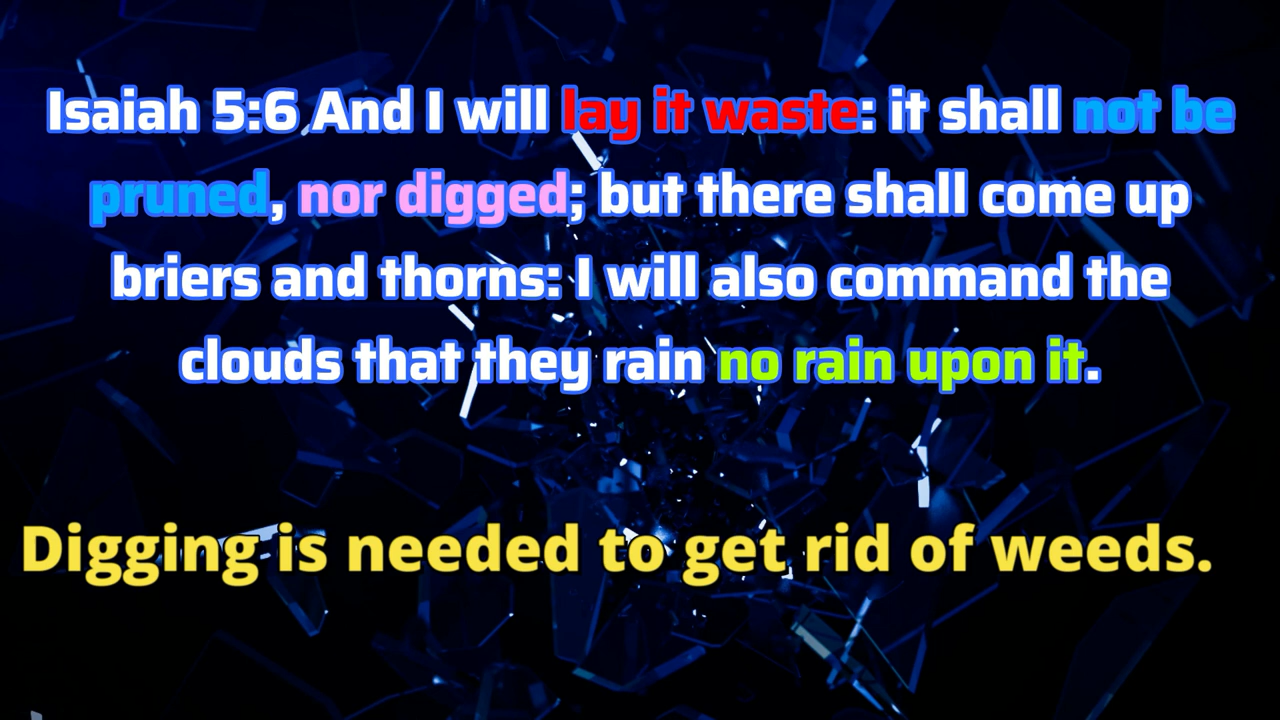 Isaiah 5:6 And I will lay it waste: it shall not be
pruned, nor digged; but there shall come up
briers and thorns: I will also command the
clouds that they rain no rain upon it.
Digging is needed to get rid of weeds.